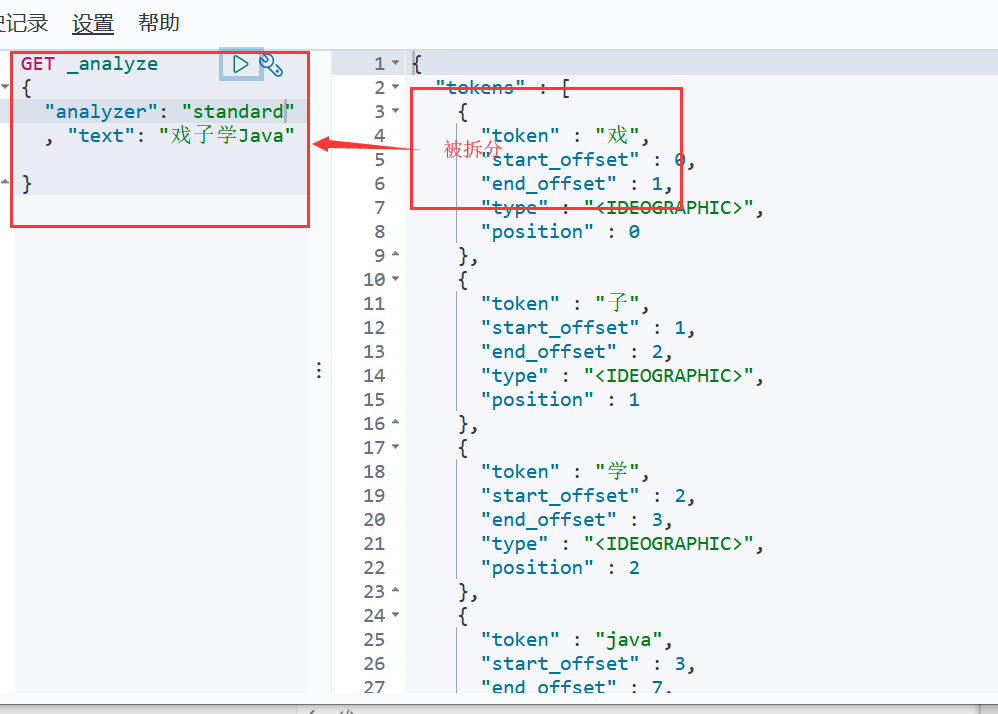 史记录 设置 帮助
GET _analyze
{
"analyzer": "standard"
, "text": "戏子学Java"
}
被拆分
1 {
2 "tokens" : [
3 {
4 "token" : "戏",
5 "start_offset" : 0,
6 "end_offset" : 1,
7 "type" : "<IDEOGRAPHIC>",
8 "position" : 0
9 },
10 {
11 "token" : "子",
12 "start_offset" : 1,
13 "end_offset" : 2,
14 "type" : "<IDEOGRAPHIC>",
15 "position" : 1
16 },
17 {
18 "token" : "学",
19 "start_offset" : 2,
20 "end_offset" : 3,
21 "type" : "<IDEOGRAPHIC>",
22 "position" : 2
23 },
24 {
25 "token" : "java",
26 "start_offset" : 3,
27 "end_offset" : 7,